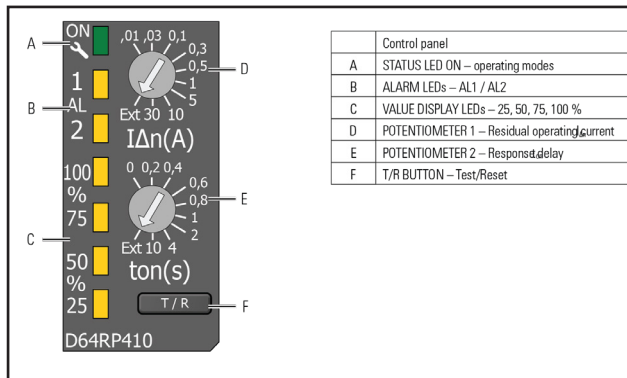 A
B
C
ON
1
AL
2
100
%
75
50
%
25
,01 ,03 0,1
0,3
0,5
1
5
Ext 30 10
IΔn(A)
0 0,2 0,4
0,6
0,8
1
2
Ext 10 4
ton(s)
T / R
D64RP410
D
E
F
Control panel
A STATUS LED ON – operating modes
B ALARM LEDs – AL1 / AL2
C VALUE DISPLAY LEDs – 25, 50, 75, 100 %
D POTENTIOMETER 1 – Residual operating current
E POTENTIOMETER 2 – Response delay
F T/R BUTTON – Test/Reset